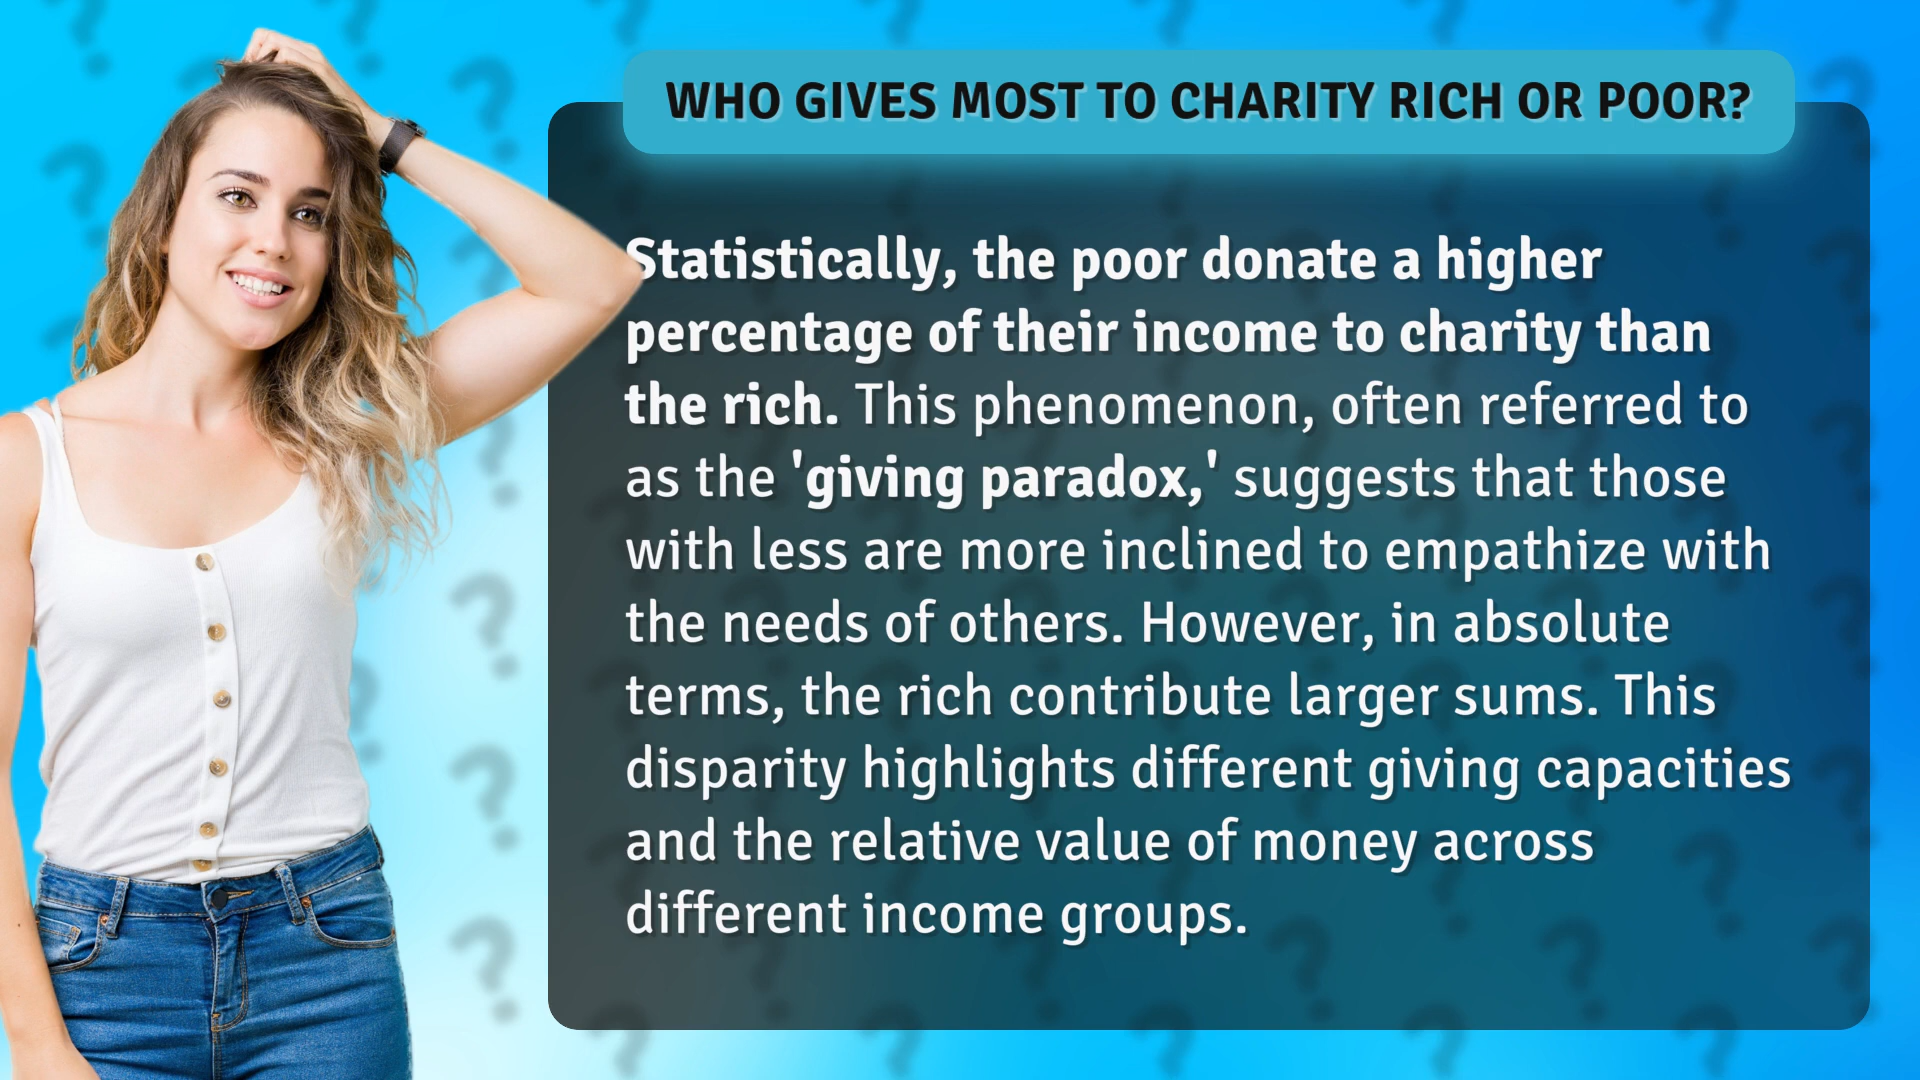 WHO GIVES MOST TO CHARITY RICH OR POOR?
Statistically, the poor donate a higher
percentage of their income to charity than
the rich. This phenomenon, often referred to
as the 'giving paradox,' suggests that those
with less are more inclined to empathize with
the needs of others. However, in absolute
terms, the rich contribute larger sums. This
disparity highlights different giving capacities
and the relative value of money across
different income groups.